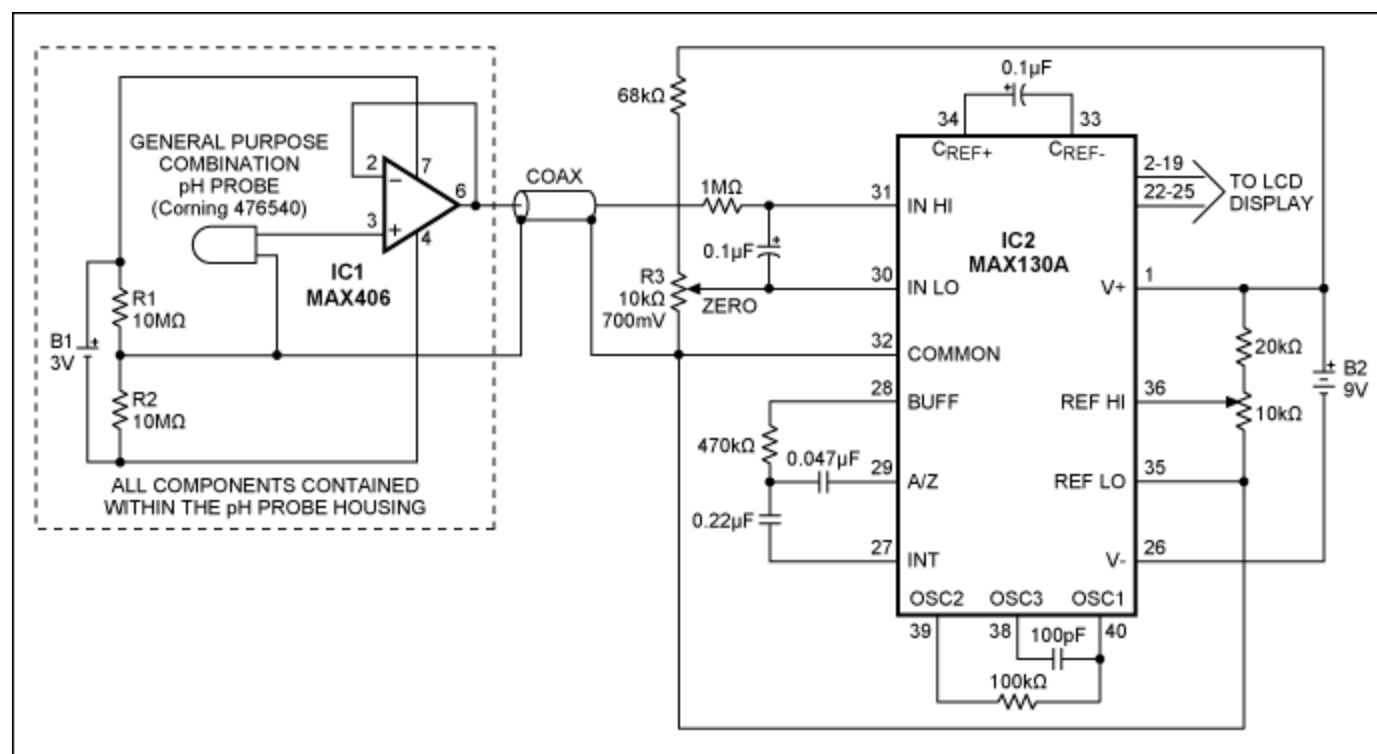 GENERAL PURPOSE
COMBINATION
pH PROBE
(Corning 476540)
2
7
6
3
4
−
+
IC1
MAX406
B1
3V
+
R1
10MΩ
R2
10MΩ
ALL COMPONENTS CONTAINED
WITHIN THE pH PROBE HOUSING
COAX
68kΩ
1MΩ
0.1µF
+
R3
10kΩ
700mV
ZERO
0.1µF
+
34
33
CREF+
CREF-
31
IN HI
30
IN LO
32
COMMON
28
BUFF
29
A/Z
27
INT
470kΩ
0.047µF
0.22µF
IC2
MAX130A
2-19
22-25
TO LCD
DISPLAY
V+
1
REF HI
36
REF LO
35
V-
26
20kΩ
10kΩ
+
B2
9V
OSC2
OSC3
OSC1
39
38
40
100pF
100kΩ